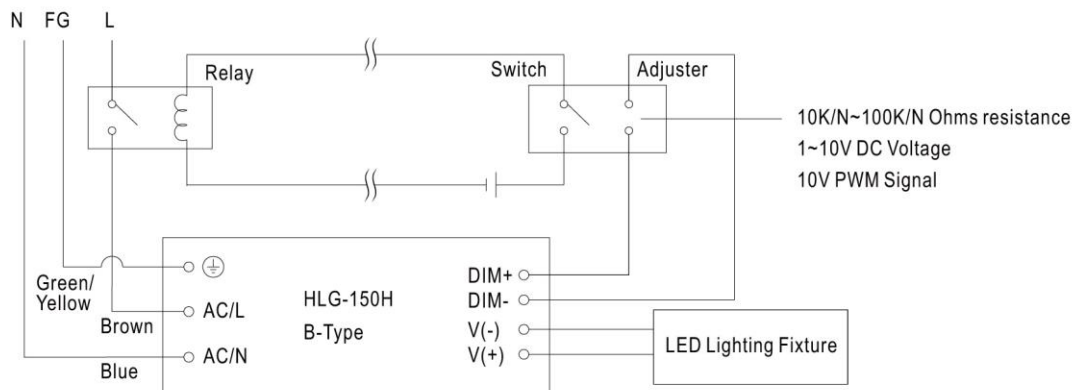 N FG L
Relay
Switch
Adjuster
10K/N~100K/N Ohms resistance
1~10V DC Voltage
10V PWM Signal
Green/
Yellow
Brown
Blue
AC/L
AC/N
HLG-150H
B-Type
DIM+
DIM-
V(-)
V(+)
LED Lighting Fixture